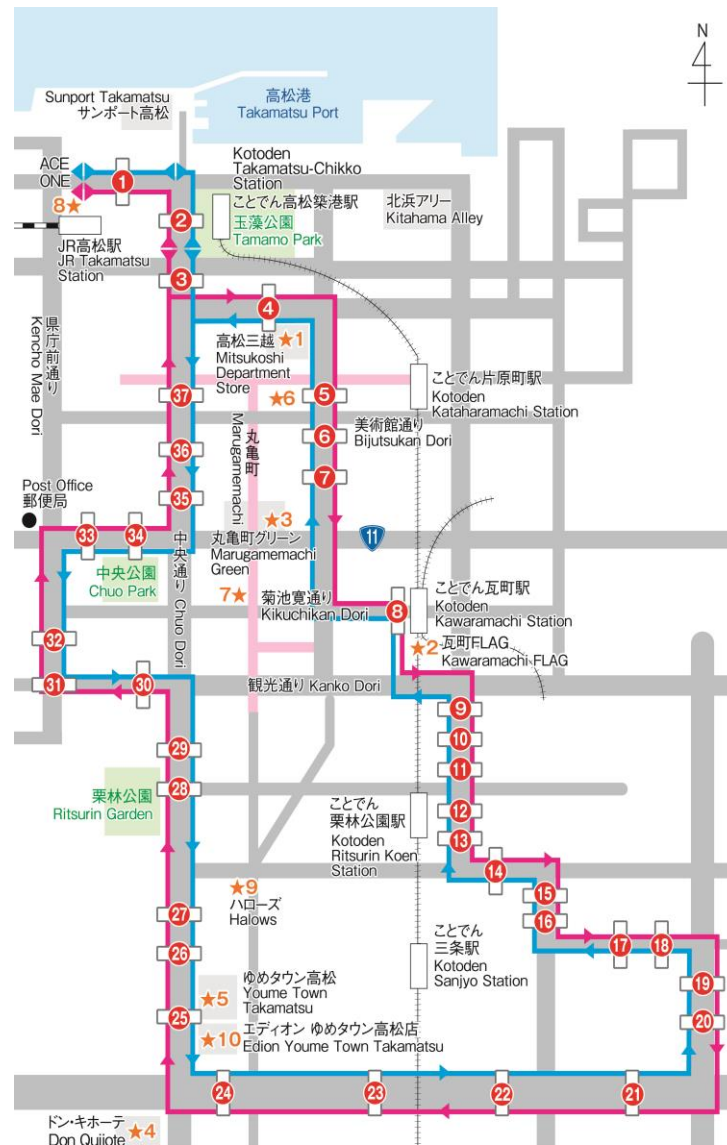 N
4
Sunport Takamatsu
サンポート高松
高松港
Takamatsu Port
ACE
ONE
1
8★
JR高松駅
JR Takamatsu
Station
Kotoden
Takamatsu-Chikko
Station
ことでん高松築港駅
玉藻公園
Tamamo Park
北浜アリー
Kitahama Alley
2
3
4
県庁前通り
Kencho Mae Dori
高松三越
★1
Mitsukoshi
Department
Store
★6
ことでん片原町駅
Kotoden
Kataharamachi Station
37
5
36
6
7
35
美術館通り
Bijutsukan Dori
丸亀町
Marugamemachi
Post Office
郵便局
33
34
★3
丸亀町グリーン
Marugamemachi
Green
11
中央公園
Chuo Park
中央通り Chuo Dori
7★
菊池寛通り
Kikuchikan Dori
8
ことでん瓦町駅
Kotoden
Kawaramachi Station
★2
瓦町FLAG
Kawaramachi FLAG
32
31
30
観光通り Kanko Dori
9
10
11
12
13
29
28
栗林公園
Ritsurin Garden
ことでん
栗林公園駅
Kotoden
Ritsurin Koen
Station
14
15
16
17
18
19
20
★9
ハローズ
Halows
27
26
25
ことでん
三条駅
Kotoden
Sanjyo Station
★5
ゆめタウン高松
Youme Town
Takamatsu
★10
エディオン ゆめタウン高松店
Edion Youme Town Takamatsu
24
23
22
21
ドン・キホーテ
Don Quijote
★4